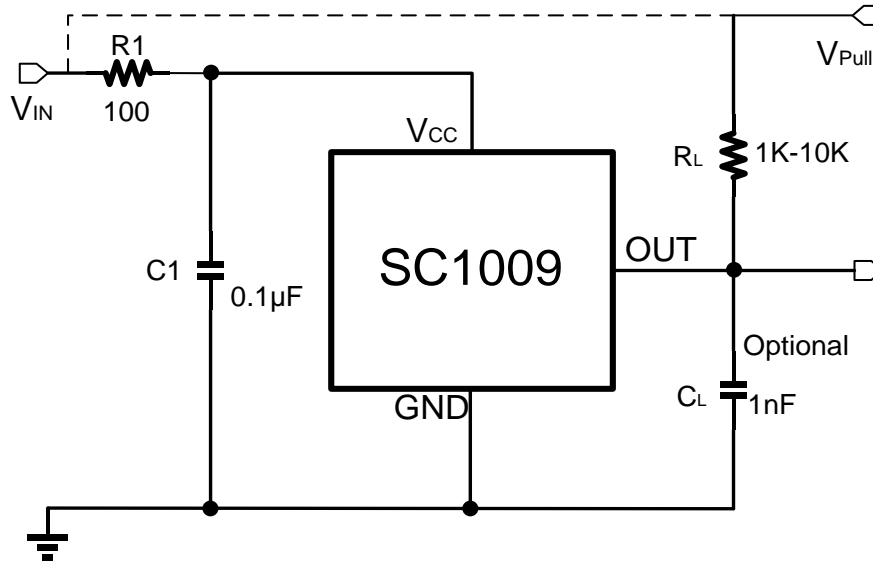 R1
VIN
100
VPull
VCC
RL
1K-10K
SC1009
OUT
C1
0.1µF
Optional
GND
CL
1nF